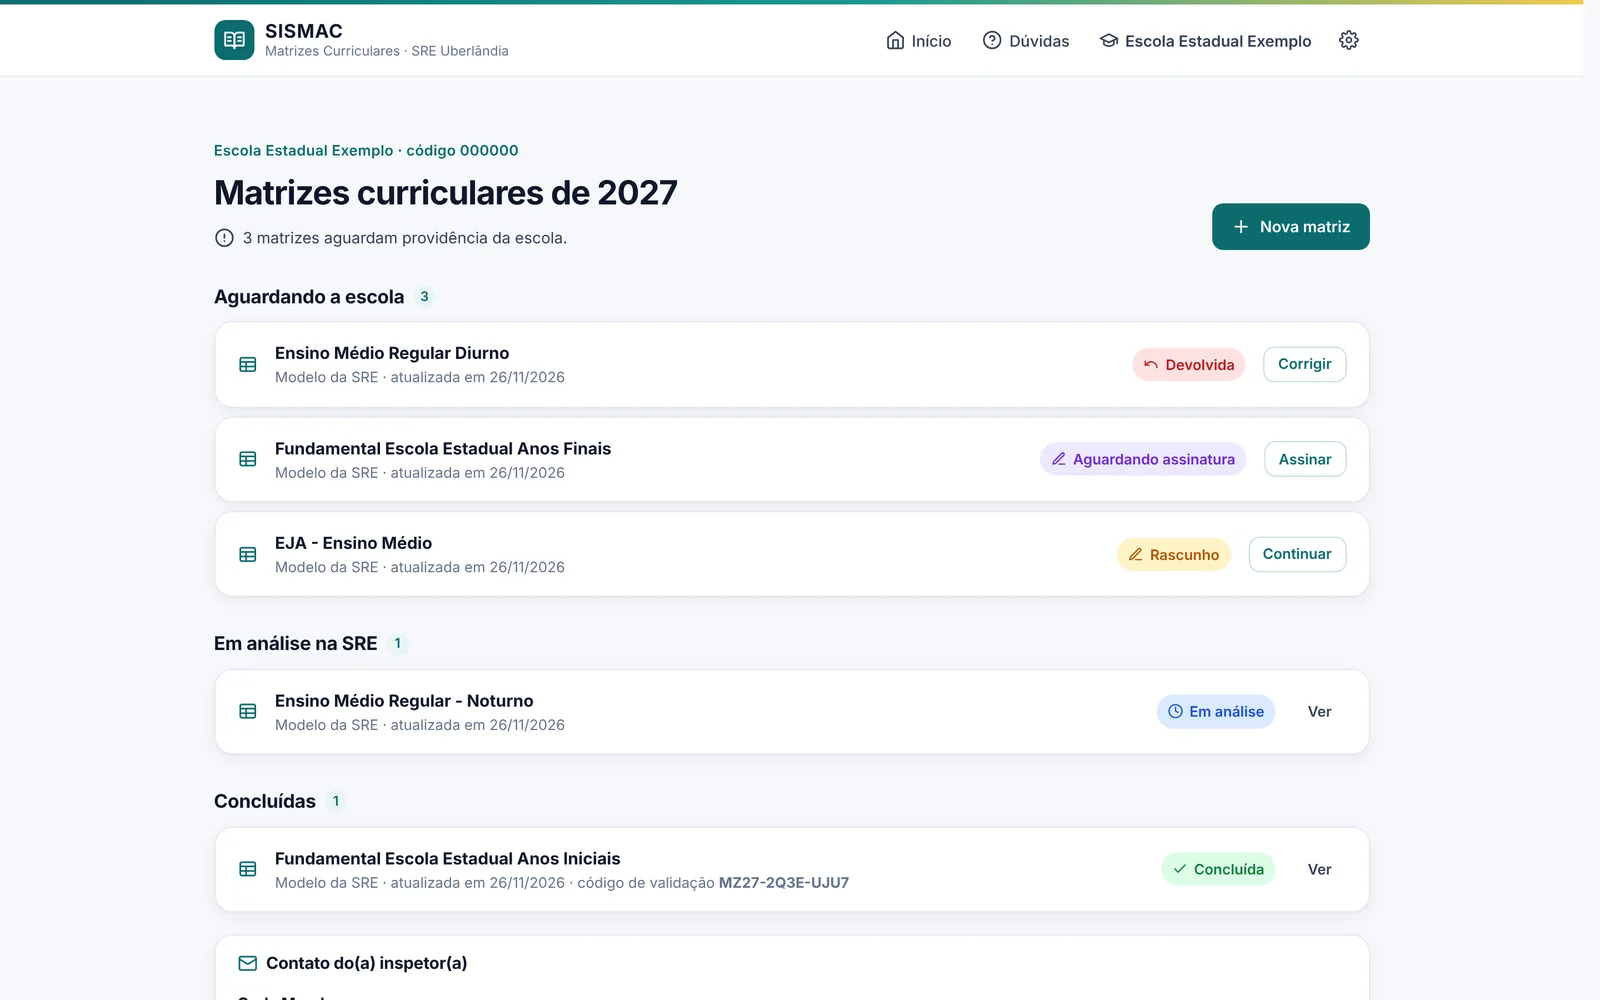 SISMAC
Matrizes Curriculares · SRE Uberlândia
Início
Dúvidas
Escola Estadual Exemplo
Escola Estadual Exemplo · código 000000
Matrizes curriculares de 2027
3 matrizes aguardam providência da escola.
Nova matriz
Aguardando a escola 3
Ensino Médio Regular Diurno
Modelo da SRE · atualizada em 26/11/2026
Devolvida
Corrigir
Fundamental Escola Estadual Anos Finais
Modelo da SRE · atualizada em 26/11/2026
Aguardando assinatura
Assinar
EJA - Ensino Médio
Modelo da SRE · atualizada em 26/11/2026
Rascunho
Continuar
Em análise na SRE 1
Ensino Médio Regular - Noturno
Modelo da SRE · atualizada em 26/11/2026
Em análise
Ver
Concluídas 1
Fundamental Escola Estadual Anos Iniciais
Modelo da SRE · atualizada em 26/11/2026 · código de validação MZ27-2Q3E-UJU7
Concluída
Ver
Contato do(a) inspetor(a)